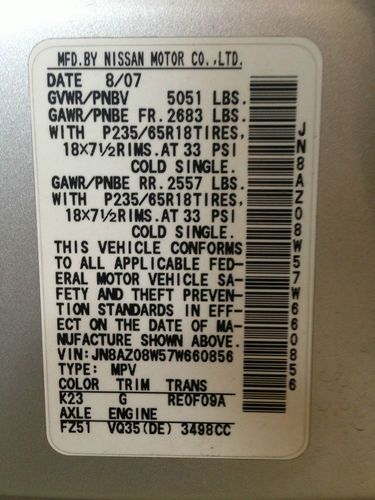 MFD.BY NISSAN MOTOR CO.,LTD.
DATE 8/07
GVWR/PNBV 5051 LBS.
GAWR/PNBE FR.2683 LBS.
WITH P235/65R18TIRES,
18×7½RIMS.AT 33 PSI
COLD SINGLE.
GAWR/PNBE RR.2557 LBS.
WITH P235/65R18TIRES,
18×7½RIMS.AT 33 PSI
COLD SINGLE.
THIS VEHICLE CONFORMS
TO ALL APPLICABLE FED-
ERAL MOTOR VEHICLE SA-
FETY AND THEFT PREVEN-
TION STANDARDS IN EFF-
ECT ON THE DATE OF MA-
NUFACTURE SHOWN ABOVE.
VIN:JN8AZ08W57W660856
TYPE: MPV
COLOR TRIM TRANS
K23 G RE0F09A
AXLE ENGINE
FZ51 VQ35(DE) 3498CC
JN8AZ08W57W660856